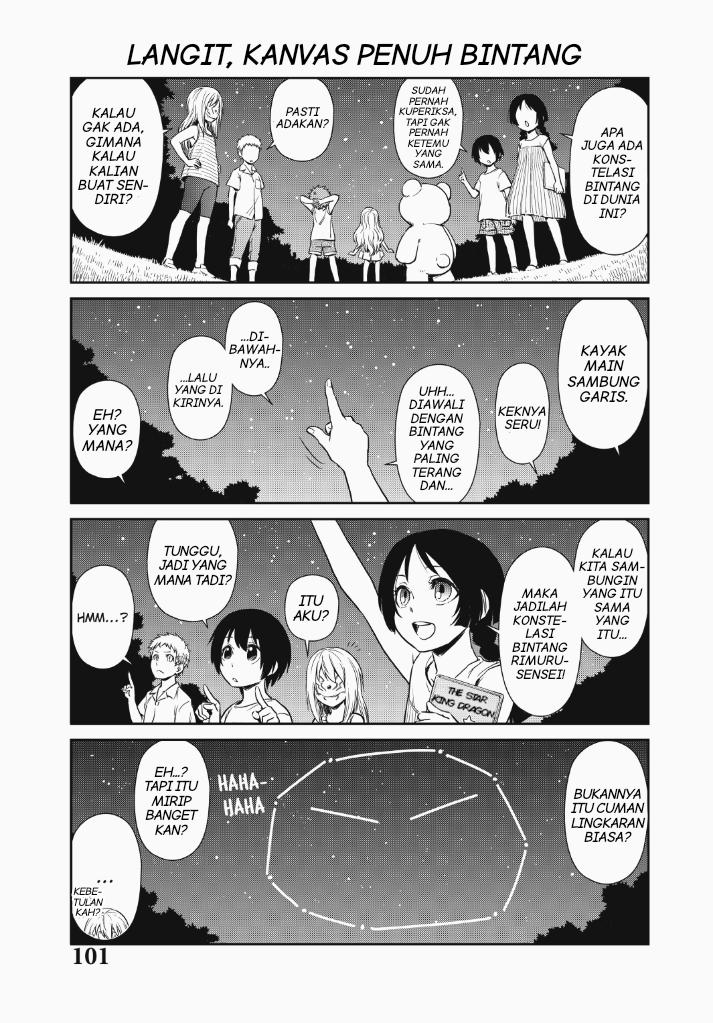 LANGIT, KANVAS PENUH BINTANG
APA
JUGA ADA
KONS-
TELASI
BINTANG
DI DUNIA
INI?
SUDAH
PERNAH
KUPERIKSA,
TAPI GAK
PERNAH
KETEMU
YANG
SAMA.
PASTI
ADAKAN?
KALAU
GAK ADA,
GIMANA
KALAU
KALIAN
BUAT SEN-
DIRI?
KAYAK
MAIN
SAMBUNG
GARIS.
KEKNYA
SERU!
UHH...
DIAWALI
DENGAN
BINTANG
YANG
PALING
TERANG
DAN...
...DI-
BAWAH-
NYA..
...LALU
YANG DI
KIRINYA.
EH?
YANG
MANA?
KALAU
KITA SAM-
BUNGIN
YANG ITU
SAMA
YANG
ITU...
MAKA
JADILAH
KONSTE-
LASI
BINTANG
RIMURU-
SENSEI!
THE STAR
KING DRAGON
ITU
AKU?
TUNGGU,
JADI YANG
MANA TADI?
HMM...?
BUKANNYA
ITU CUMAN
LINGKARAN
BIASA?
HAHA-
HAHA
EH...?
TAPI ITU
MIRIP
BANGET
KAN?
...
KEBE-
TULAN
KAH?
101